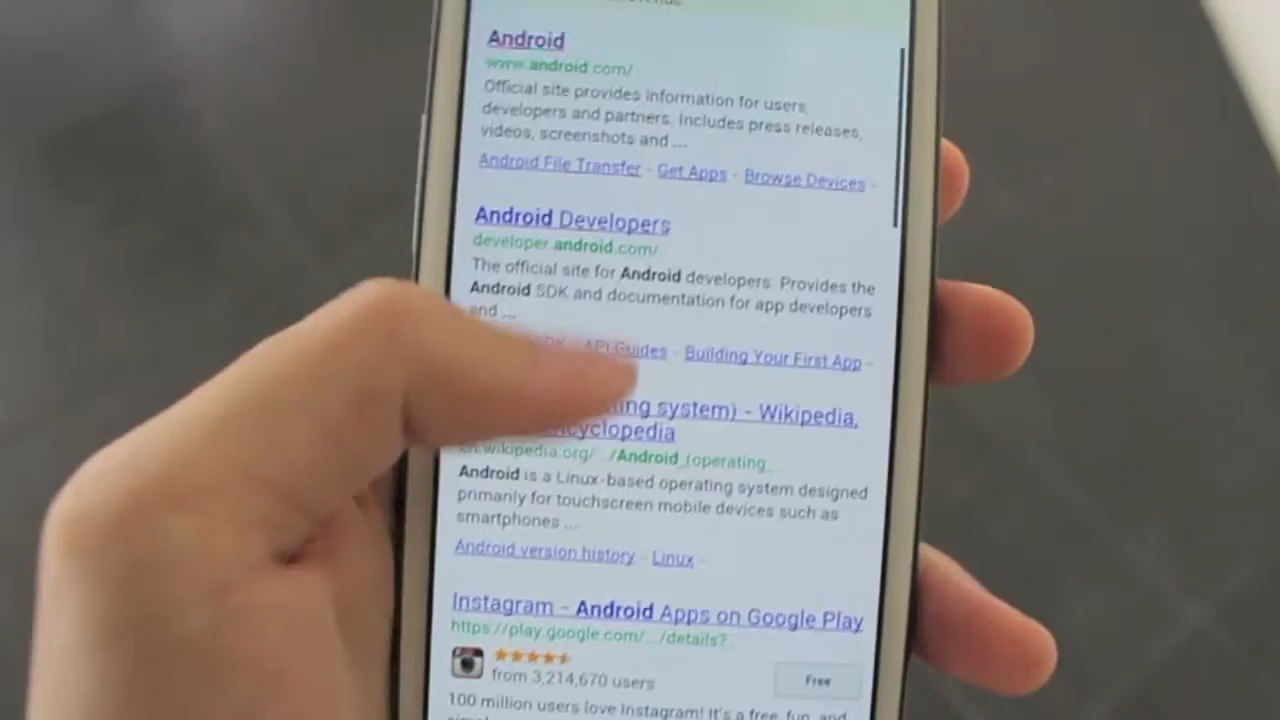 Android
www.android.com/
Official site provides information for users,
developers and partners. Includes press releases,
videos, screenshots and ...
Android File Transfer - Get Apps - Browse Devices -
Android Developers
developer.android.com/
The official site for Android developers. Provides the
Android SDK and documentation for app developers
and ...
API Guides - Building Your First App -
system) - Wikipedia,
en.wikipedia.org/.../Android_(operating_
Android is a Linux-based operating system designed
primarily for touchscreen mobile devices such as
smartphones ...
Android version history - Linux -
Instagram - Android Apps on Google Play
https://play.google.com/.../details?...
from 3,214,670 users
Free
100 million users love Instagram! It's a free, fun, and